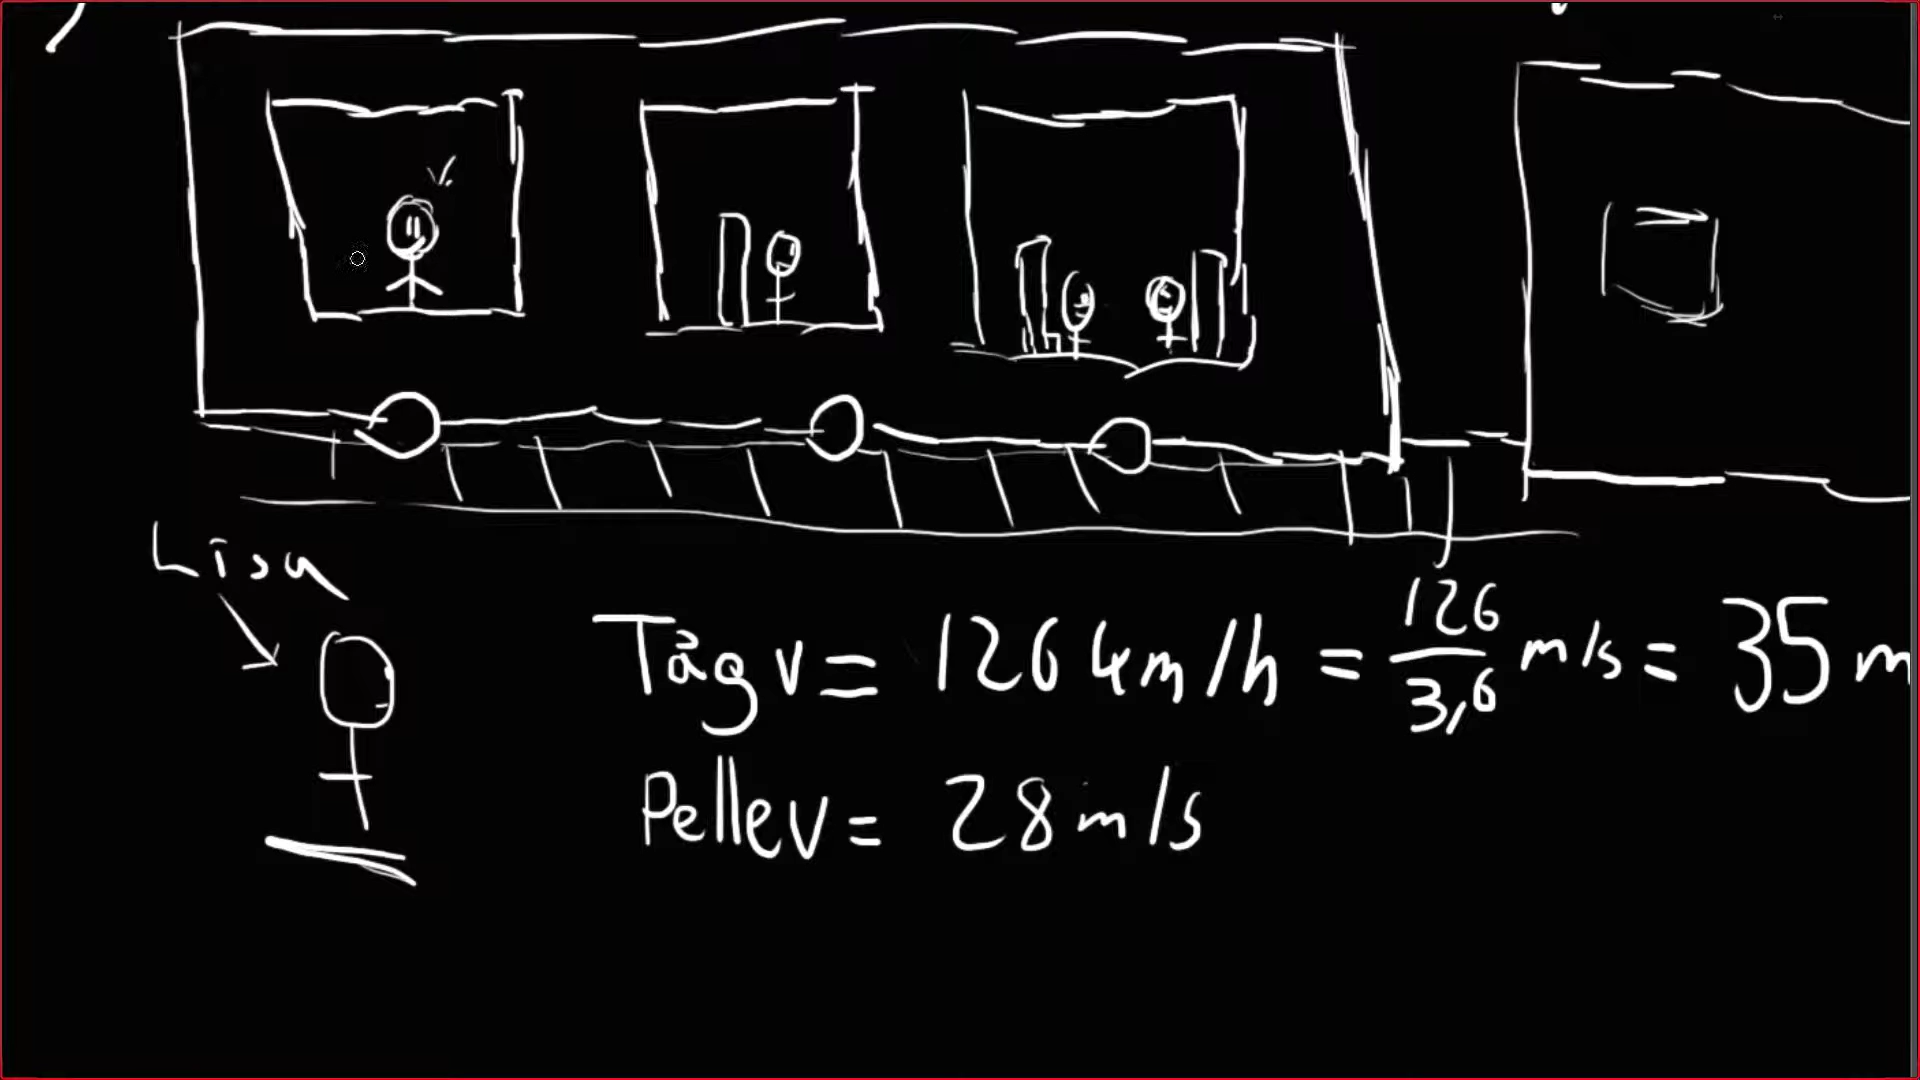 v.
Lisa
Tåg v = 126 km/h = 126/3,6 m/s = 35 m
Pelle v = 28 m/s